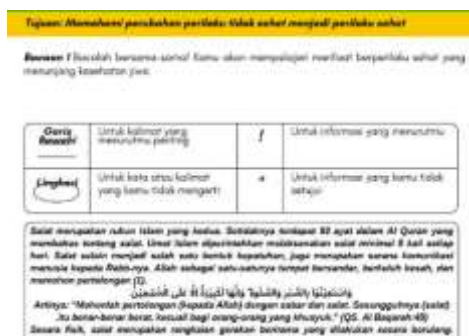 Tujuan: Memahami perubahan perilaku tidak sehat menjadi perilaku sehat
Bacaan 1 Bacalah bersama-sama! Kamu akan mempelajari manfaat berperilaku sehat yang
menunjang kesehatan jiwa.
Garis Bawahi Untuk kalimat yang menurutmu penting ! Untuk informasi yang menurutmu
Lingkari Untuk kata atau kalimat yang kamu tidak mengerti * Untuk informasi yang kamu tidak setujui
Salat merupakan rukun Islam yang kedua. Setidaknya terdapat 90 ayat dalam Al Quran yang
membahas tentang salat. Umat Islam diperintahkan melaksanakan salat minimal 5 kali setiap
hari. Salat selain menjadi salah satu bentuk kepatuhan, juga merupakan sarana komunikasi
manusia kepada Rabb-nya. Allah sebagai satu-satunya tempat bersandar, berkeluh kesah, dan
memohon pertolongan (1).
وَاسْتَعِينُوا بِالصَّبْرِ وَالصَّلَاةِ وَإِنَّهَا لَكَبِيرَةٌ إِلَّا عَلَى الْخَاشِعِينَ
Artinya: "Mohonlah pertolongan (kepada Allah) dengan sabar dan salat. Sesungguhnya (salat)
itu benar-benar berat, kecuali bagi orang-orang yang khusyuk." (QS. Al Baqarah:45)
Secara fisik, salat merupakan rangkaian gerakan berirama yang dilakukan secara berulang.